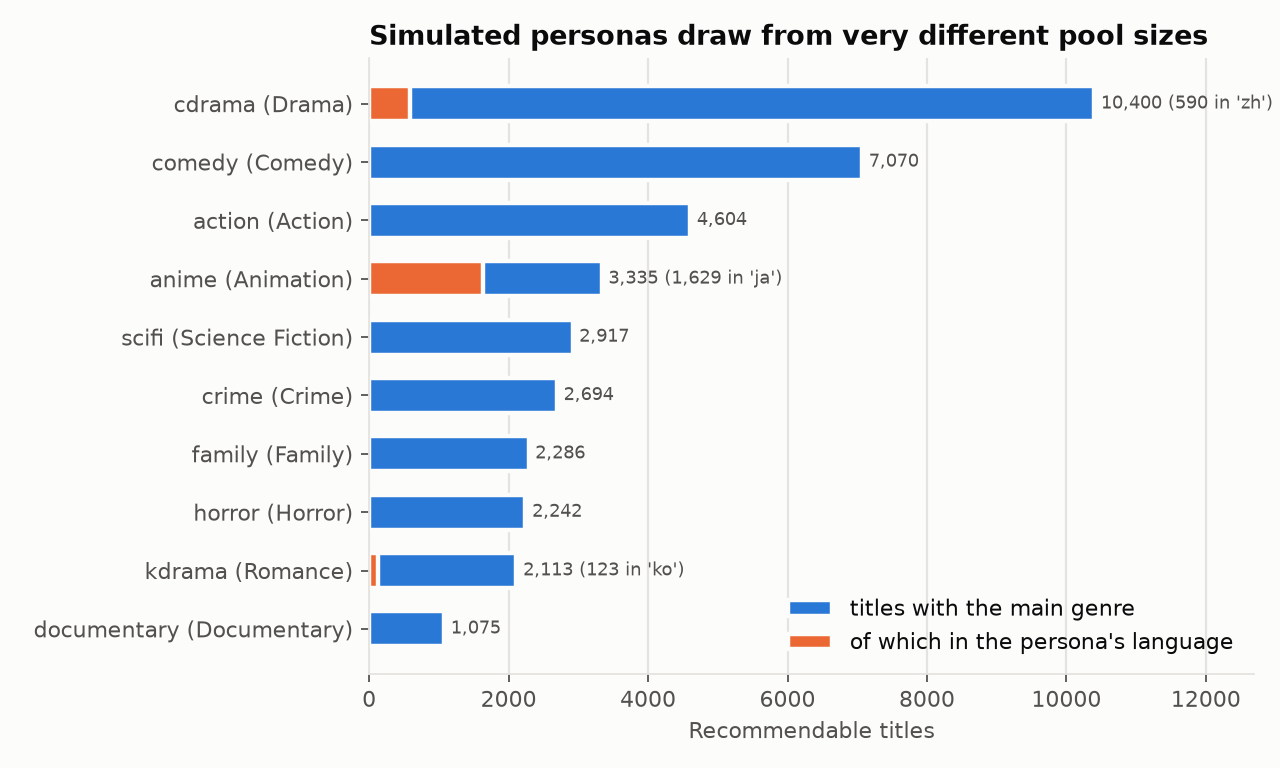 Simulated personas draw from very different pool sizes
cdrama (Drama) 10,400 (590 in 'zh')
comedy (Comedy) 7,070
action (Action) 4,604
anime (Animation) 3,335 (1,629 in 'ja')
scifi (Science Fiction) 2,917
crime (Crime) 2,694
family (Family) 2,286
horror (Horror) 2,242
kdrama (Romance) 2,113 (123 in 'ko')
documentary (Documentary) 1,075
titles with the main genre
of which in the persona's language
0 2000 4000 6000 8000 10000 12000
Recommendable titles